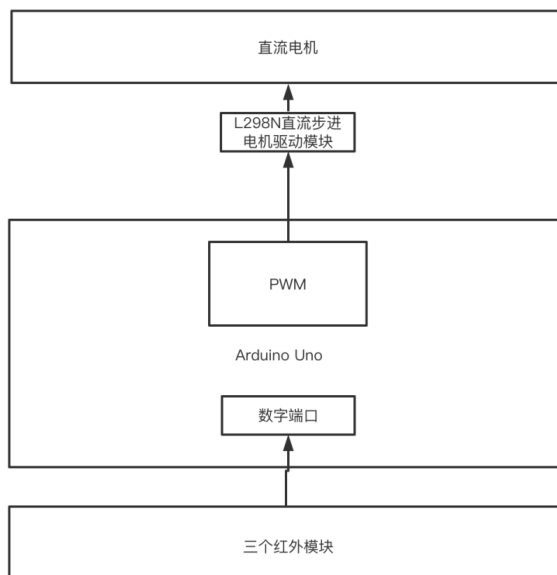 直流电机
L298N直流步进
电机驱动模块
PWM
Arduino Uno
数字端口
三个红外模块